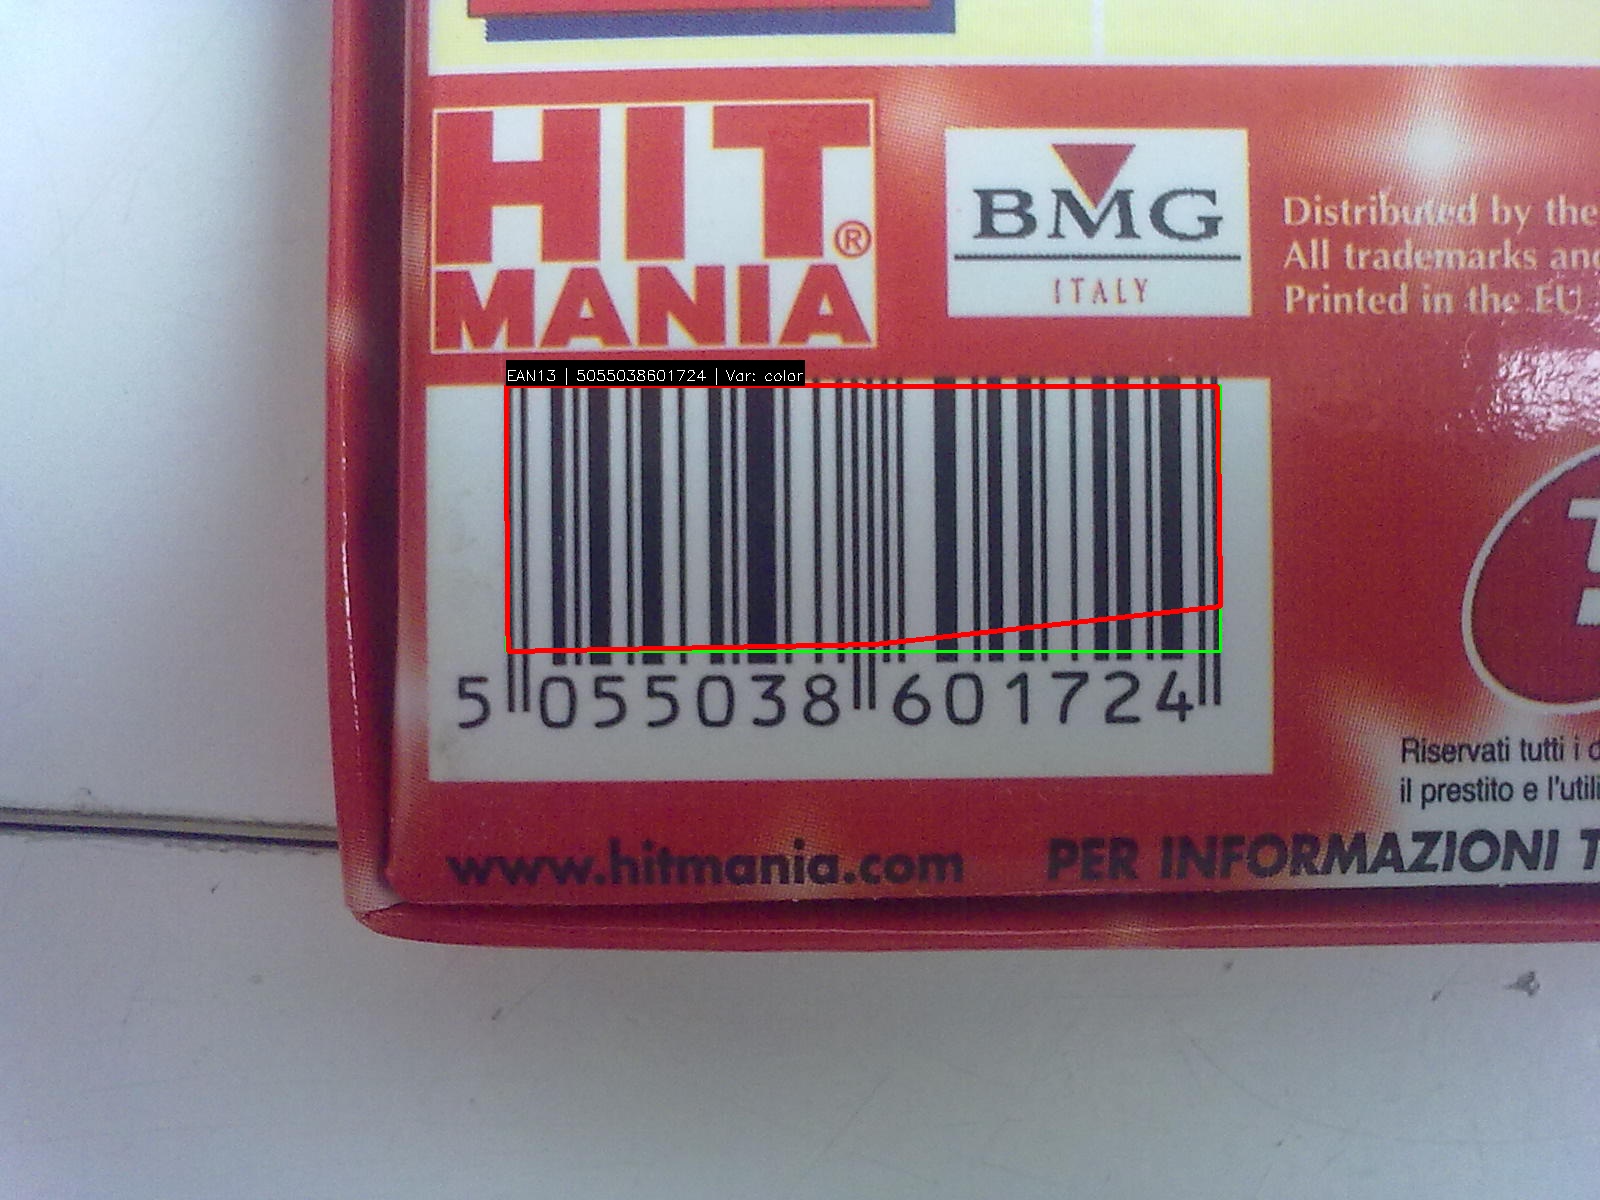 HIT
®
MANIA
BMG
ITALY
Distributed by the
All trademarks and
Printed in the EU
EAN13 | 5055038601724 | Var: color
5 055038 601724
Riservati tutti i d
il prestito e l'utili
www.hitmania.com
PER INFORMAZIONI T